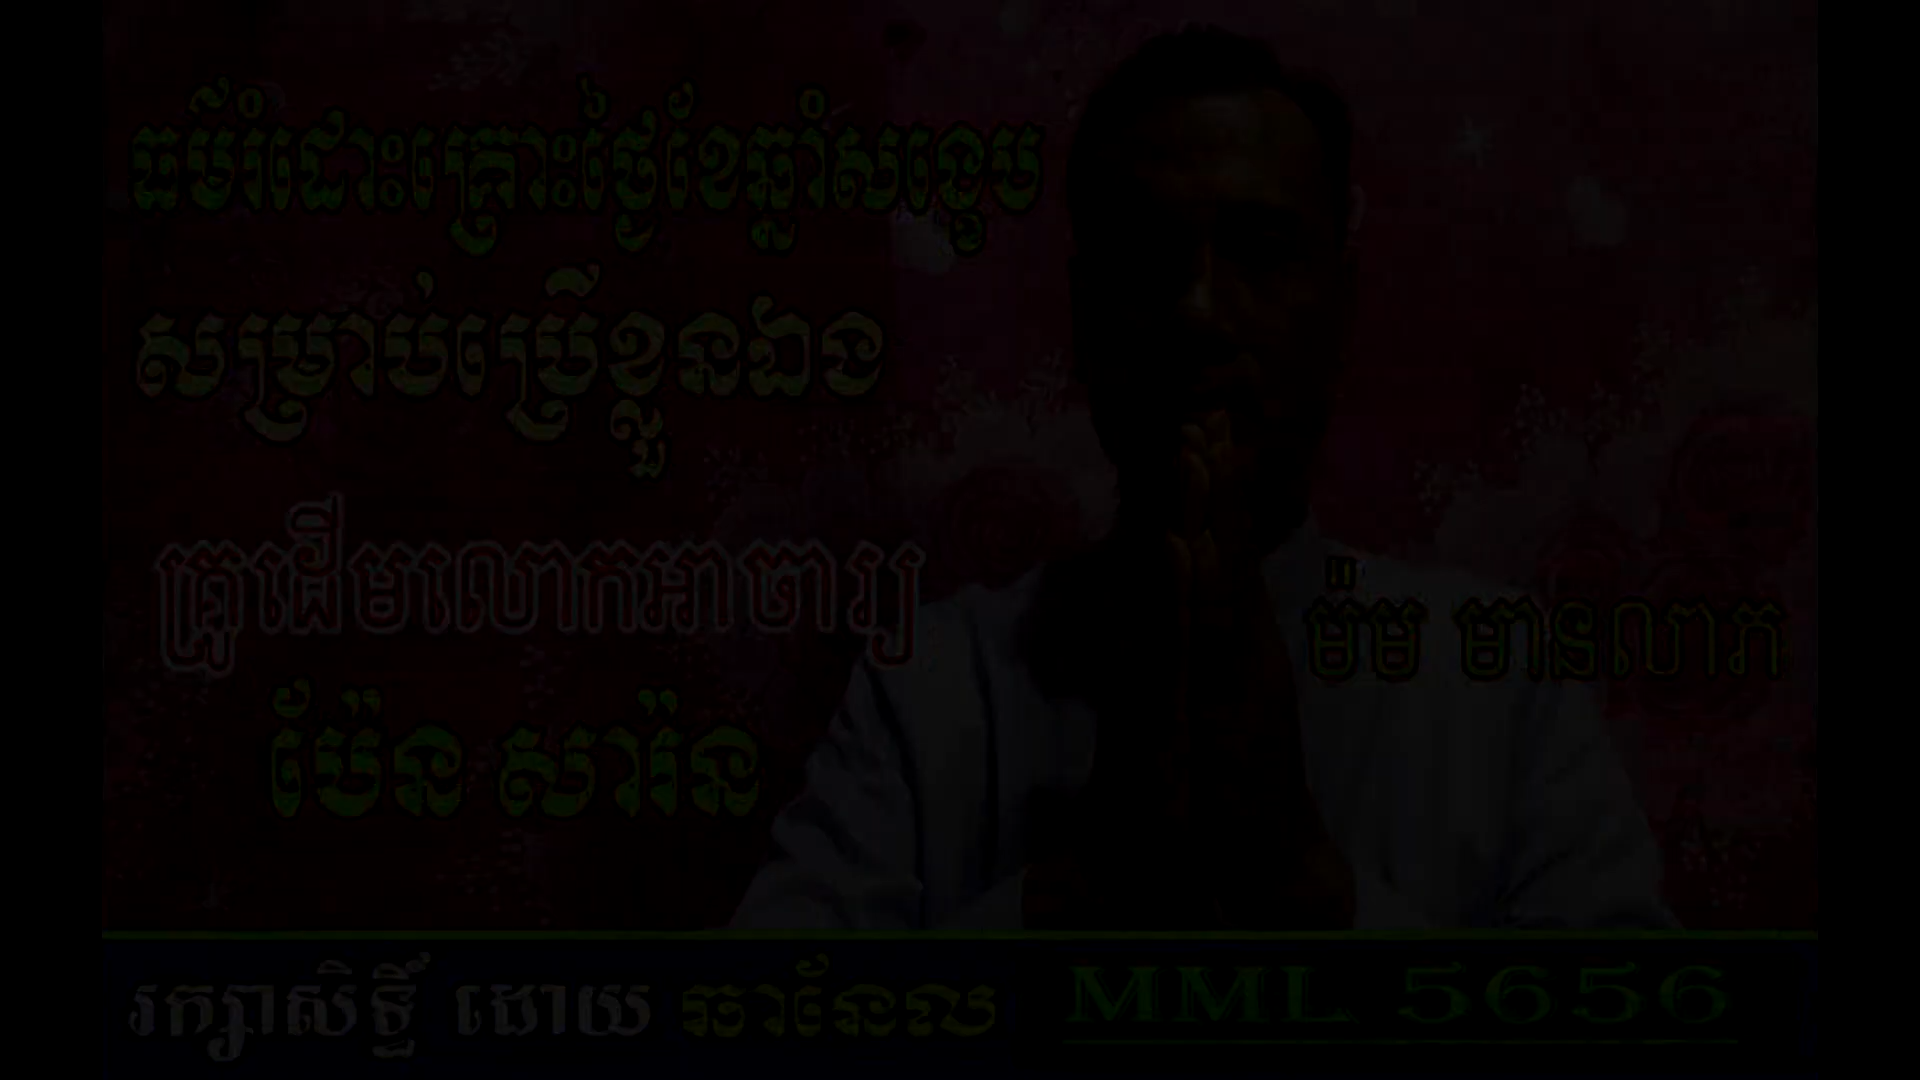 ធម៌រំដោះគ្រោះថ្ងៃខែឆ្នាំសង្ខេប
សម្រាប់ប្រើខ្លួនឯង
គ្រូដើមលោកអាចារ្យ
ម៉ម មានលាភ
ប៉ែន សារ៉ន
រក្សាសិទ្ធិ៍ ដោយ ឆានែល MML 5656